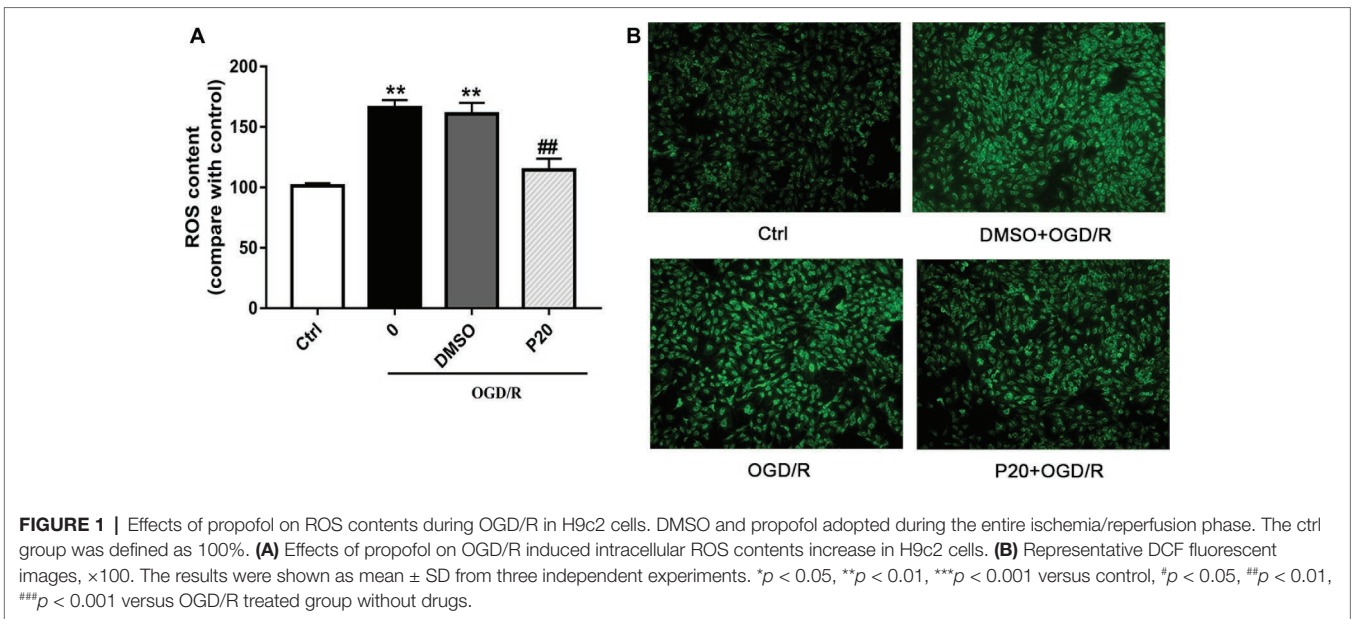 A
B
200
150
100
50
0
ROS content
(compare with control)
**
**
##
Ctrl
0
DMSO
P20
OGD/R
Ctrl
DMSO+OGD/R
OGD/R
P20+OGD/R
FIGURE 1 | Effects of propofol on ROS contents during OGD/R in H9c2 cells. DMSO and propofol adopted during the entire ischemia/reperfusion phase. The ctrl
group was defined as 100%. (A) Effects of propofol on OGD/R induced intracellular ROS contents increase in H9c2 cells. (B) Representative DCF fluorescent
images, ×100. The results were shown as mean ± SD from three independent experiments. *p < 0.05, **p < 0.01, ***p < 0.001 versus control, #p < 0.05, ##p < 0.01,
###p < 0.001 versus OGD/R treated group without drugs.